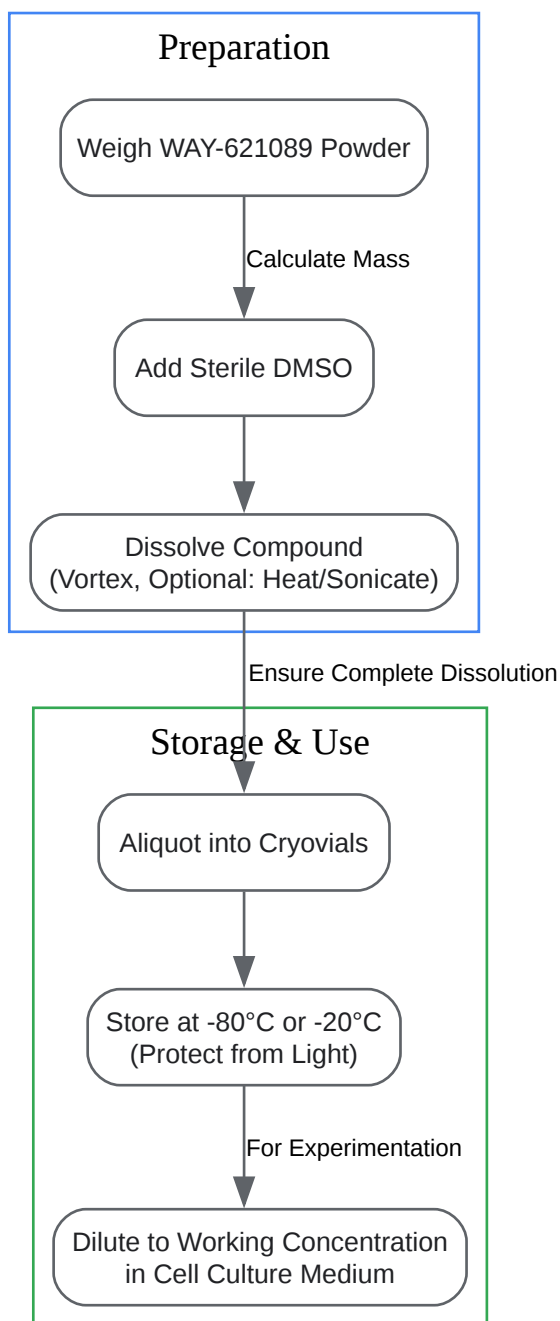 Preparation
Weigh WAY-621089 Powder
Calculate Mass
Add Sterile DMSO
Dissolve Compound
(Vortex, Optional: Heat/Sonicate)
Ensure Complete Dissolution
Storage & Use
Aliquot into Cryovials
Store at -80°C or -20°C
(Protect from Light)
For Experimentation
Dilute to Working Concentration
in Cell Culture Medium